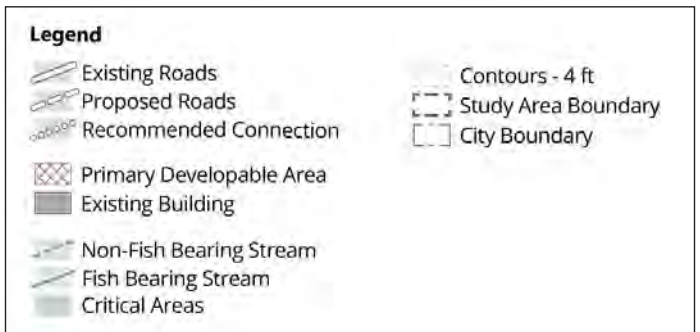 Legend
Existing Roads
Proposed Roads
Recommended Connection
Primary Developable Area
Existing Building
Non-Fish Bearing Stream
Fish Bearing Stream
Critical Areas
Contours - 4 ft
Study Area Boundary
City Boundary